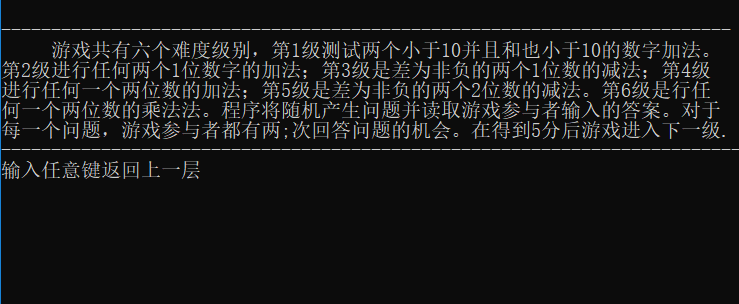 --------------------------------------------------------------------------
游戏共有六个难度级别，第1级测试两个小于10并且和也小于10的数字加法。
第2级进行任何两个1位数字的加法；第3级是差为非负的两个1位数的减法；第4级
进行任何一个两位数的加法；第5级是差为非负的两个2位数的减法。第6级是行任
何一个两位数的乘法法。程序将随机产生问题并读取游戏参与者输入的答案。对于
每一个问题，游戏参与者都有两;次回答问题的机会。在得到5分后游戏进入下一级.
--------------------------------------------------------------------------
输入任意键返回上一层